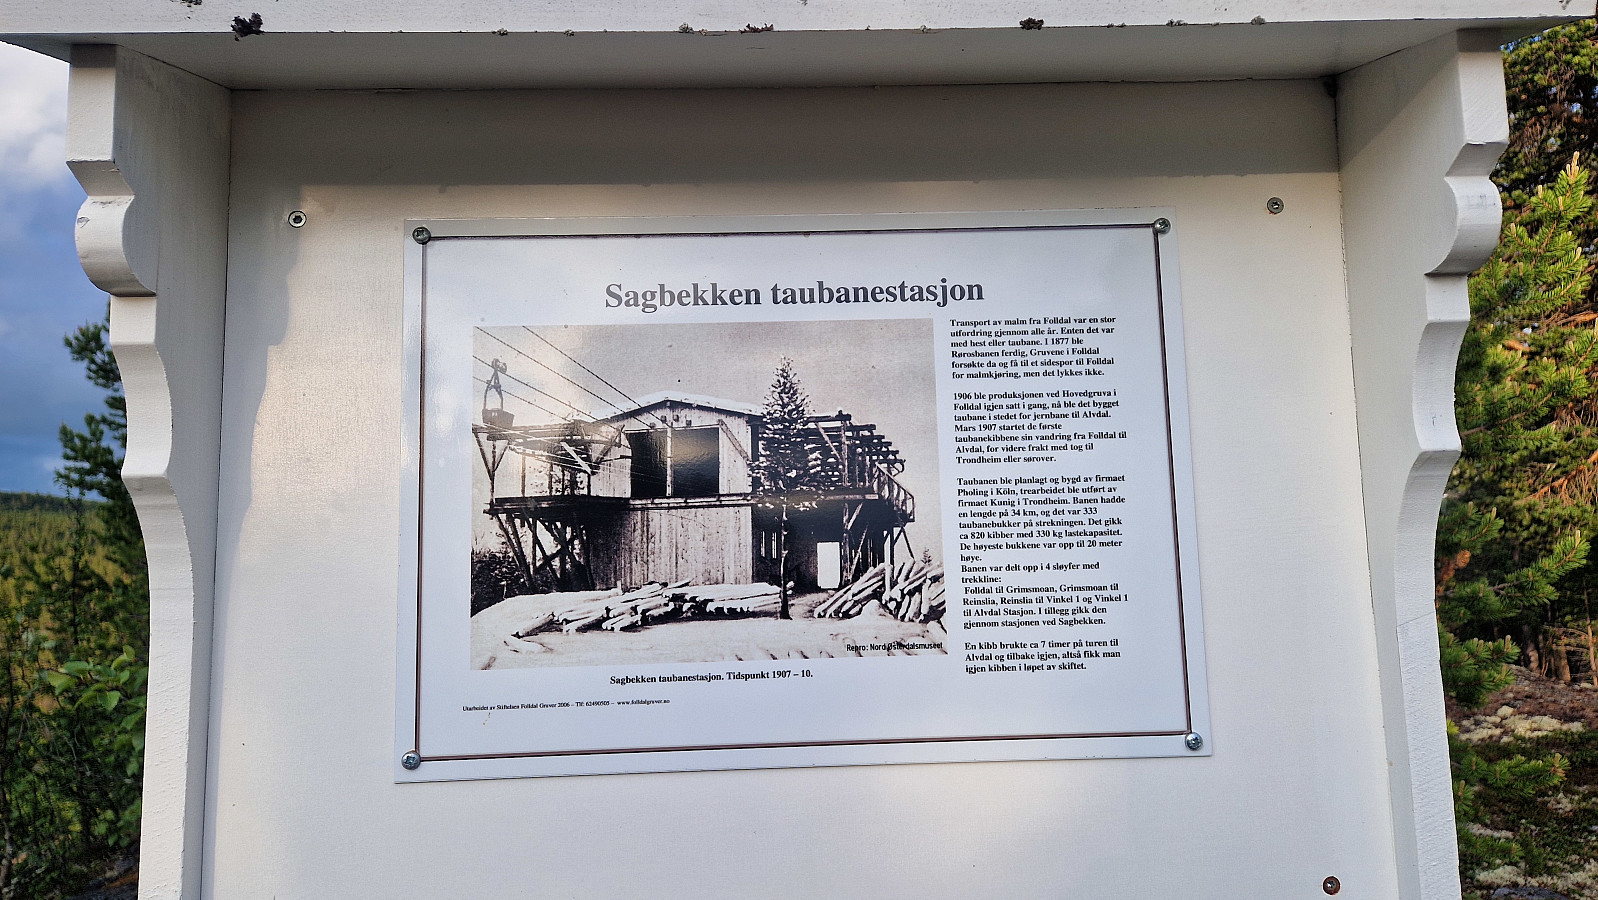 Sagbekken taubanestasjon
Transport av malm fra Folldal var en stor
utfordring gjennom alle år. Enten det var
med hest eller taubane. I 1877 ble
Rørosbanen ferdig, Gruvene i Folldal
forsøkte da og få til et sidespor til Folldal
for malmkjøring, men det lykkes ikke.
1906 ble produksjonen ved Hovedgruva i
Folldal igjen satt i gang, nå ble det bygget
taubane i stedet for jernbane til Alvdal.
Mars 1907 startet de første
taubanekibbene sin vandring fra Folldal til
Alvdal, for videre frakt med tog til
Trondheim eller sørover.
Taubanen ble planlagt og bygd av firmaet
Pholing i Köln, trearbeidet ble utført av
firmaet Kunig i Trondheim. Banen hadde
en lengde på 34 km, og det var 333
taubanebukker på strekningen. Det gikk
ca 820 kibber med 330 kg lastekapasitet.
De høyeste bukkene var opp til 20 meter
høye.
Banen var delt opp i 4 sløyfer med
trekkline:
Folldal til Grimsmoan, Grimsmoan til
Reinslia, Reinslia til Vinkel 1 og Vinkel 1
til Alvdal Stasjon. I tillegg gikk den
gjennom stasjonen ved Sagbekken.
En kibb brukte ca 7 timer på turen til
Alvdal og tilbake igjen, altså fikk man
igjen kibben i løpet av skiftet.
Repro: Nord Østerdalsmuseet
Sagbekken taubanestasjon. Tidspunkt 1907 – 10.
Utarbeidet av Stiftelsen Folldal Gruver 2006 – Tlf: 62490505 – www.folldalgruver.no